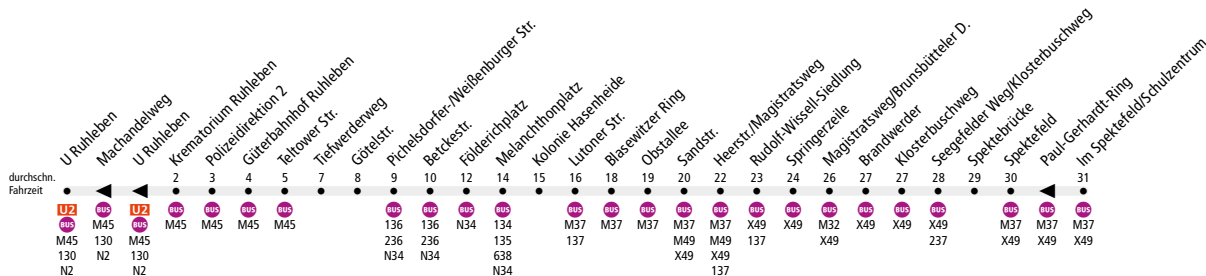 U Ruhleben
Machandelweg
U Ruhleben
Krematorium Ruhleben
Polizeidirektion 2
Güterbahnhof Ruhleben
Teltower Str.
Tiefwerderweg
Götelstr.
Pichelsdorfer-/Weißenburger Str.
Betckestr.
Földerichplatz
Melanchthonplatz
Kolonie Hasenheide
Lutoner Str.
Blasewitzer Ring
Obstallee
Sandstr.
Heerstr./Magistratsweg
Rudolf-Wissell-Siedlung
Springerzeile
Magistratsweg/Brunsbütteler D.
Brandwerder
Klosterbuschweg
Seegefelder Weg/Klosterbuschweg
Spektebrücke
Spektefeld
Paul-Gerhardt-Ring
Im Spektefeld/Schulzentrum
durchschn. 2 3 4 5 7 8 9 10 12 14 15 16 18 19 20 22 23 24 26 27 27 28 29 30 31
Fahrzeit
U2 BUS U2 BUS BUS BUS BUS BUS BUS BUS BUS BUS BUS BUS BUS BUS BUS BUS BUS BUS BUS BUS BUS BUS BUS
BUS M45 BUS M45 M45 M45 M45 136 136 N34 134 M37 M37 M37 M37 M37 X49 X49 M32 X49 X49 X49 M37 M37 M37
M45 130 M45 236 236 135 137 M49 M49 137 X49 237 X49 X49 X49
130 N2 130 N34 N34 638 X49 X49
N2 N2 N34 137